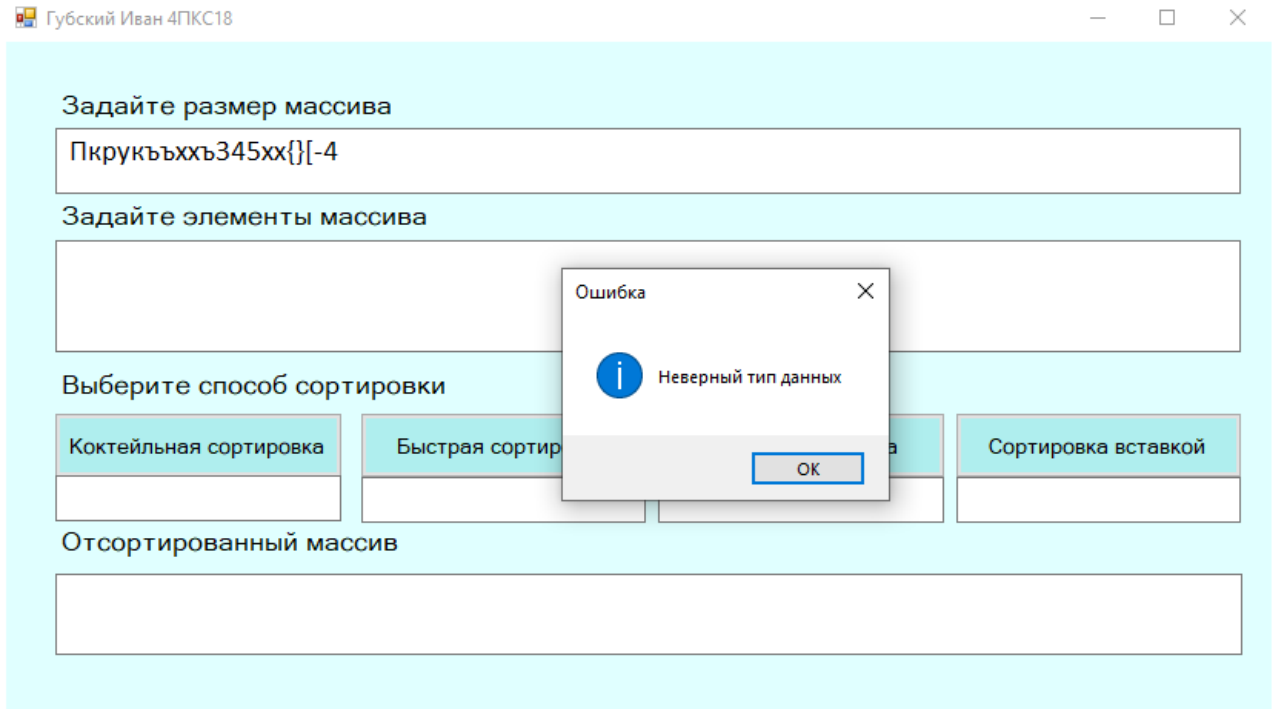 Губский Иван 4ПКС18
Задайте размер массива
Пкрукъъххъ345хх{}[-4
Задайте элементы массива
Ошибка
Неверный тип данных
ОК
Выберите способ сортировки
Коктейльная сортировка
Быстрая
Сортировка вставкой
Отсортированный массив